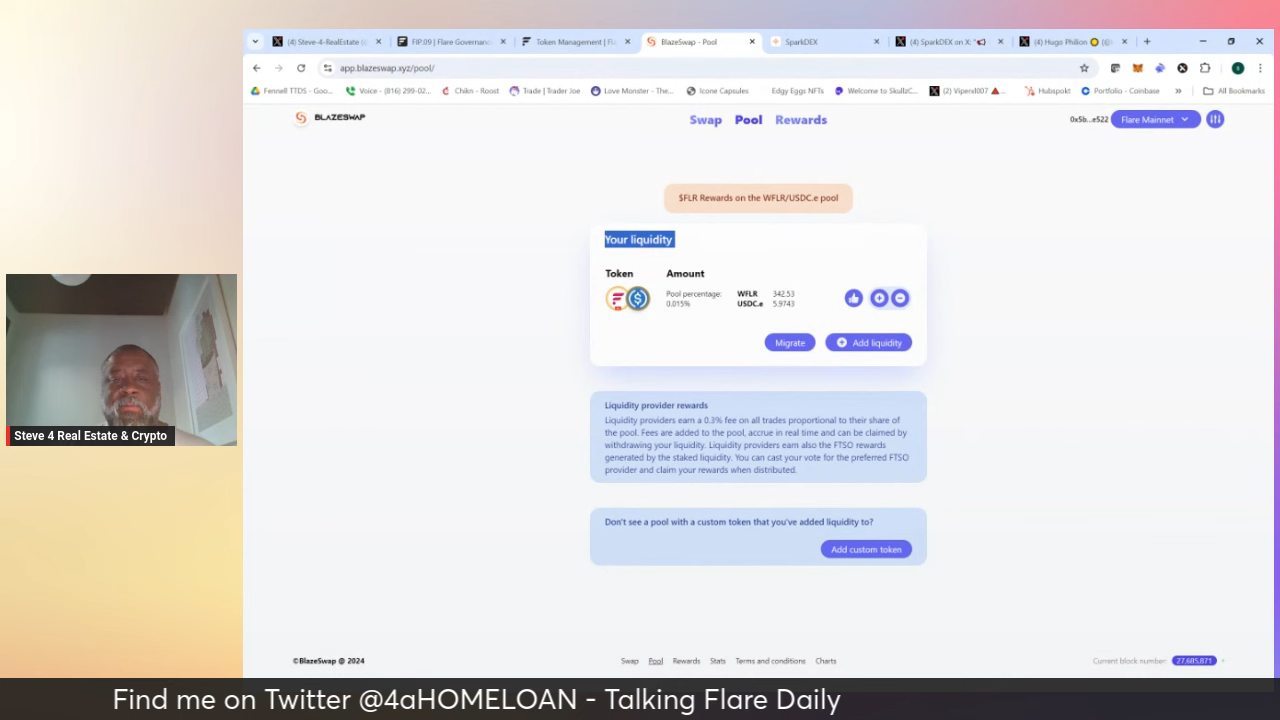 (4) Steve-4-RealEstate
FIP.09 | Flare Governanc
Token Management | Fl
BlazeSwap - Pool
SparkDEX
(4) SparkDEX on X:
(4) Hugo Philion
app.blazeswap.xyz/pool/
Fennell TTDS - Goo...
Voice - (816) 299-02...
Chikn - Roost
Trade | Trader Joe
Love Monster - The...
Icone Capsules
Edgy Eggs NFTs
Welcome to SkullzC...
(2) Viperxl007
Hubspokt
Portfolio - Coinbase
»
All Bookmarks
BLAZESWAP
Swap Pool Rewards
0x5b...e522
Flare Mainnet
$FLR Rewards on the WFLR/USDC.e pool
Your liquidity
Token Amount
Pool percentage: WFLR 342.53
0.015% USDC.e 5.9743
Migrate
Add liquidity
Liquidity provider rewards
Liquidity providers earn a 0.3% fee on all trades proportional to their share of
the pool. Fees are added to the pool, accrue in real time and can be claimed by
withdrawing your liquidity. Liquidity providers earn also the FTSO rewards
generated by the staked liquidity. You can cast your vote for the preferred FTSO
provider and claim your rewards when distributed.
Don't see a pool with a custom token that you've added liquidity to?
Add custom token
Steve 4 Real Estate & Crypto
©BlazeSwap @ 2024
Swap Pool Rewards Stats Terms and conditions Charts
Current block number: 27,685,871
Find me on Twitter @4aHOMELOAN - Talking Flare Daily